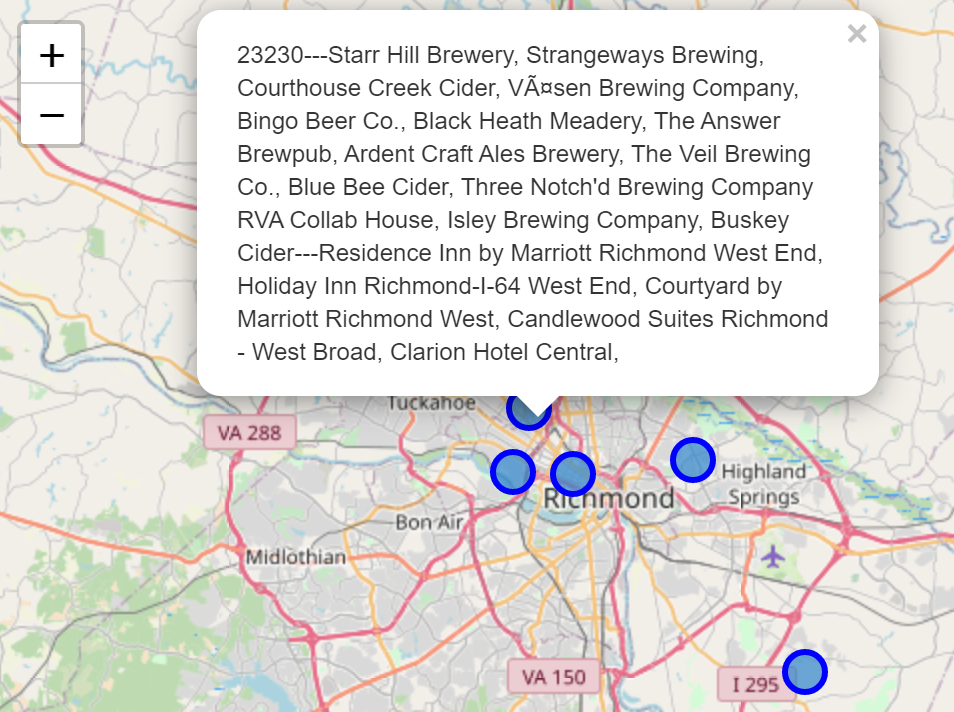 +
−
×
23230---Starr Hill Brewery, Strangeways Brewing,
Courthouse Creek Cider, VÃ¤sen Brewing Company,
Bingo Beer Co., Black Heath Meadery, The Answer
Brewpub, Ardent Craft Ales Brewery, The Veil Brewing
Co., Blue Bee Cider, Three Notch'd Brewing Company
RVA Collab House, Isley Brewing Company, Buskey
Cider---Residence Inn by Marriott Richmond West End,
Holiday Inn Richmond-I-64 West End, Courtyard by
Marriott Richmond West, Candlewood Suites Richmond
- West Broad, Clarion Hotel Central,
Tuckahoe
VA 288
Highland
Springs
Richmond
Bon Air
Midlothian
VA 150
I 295